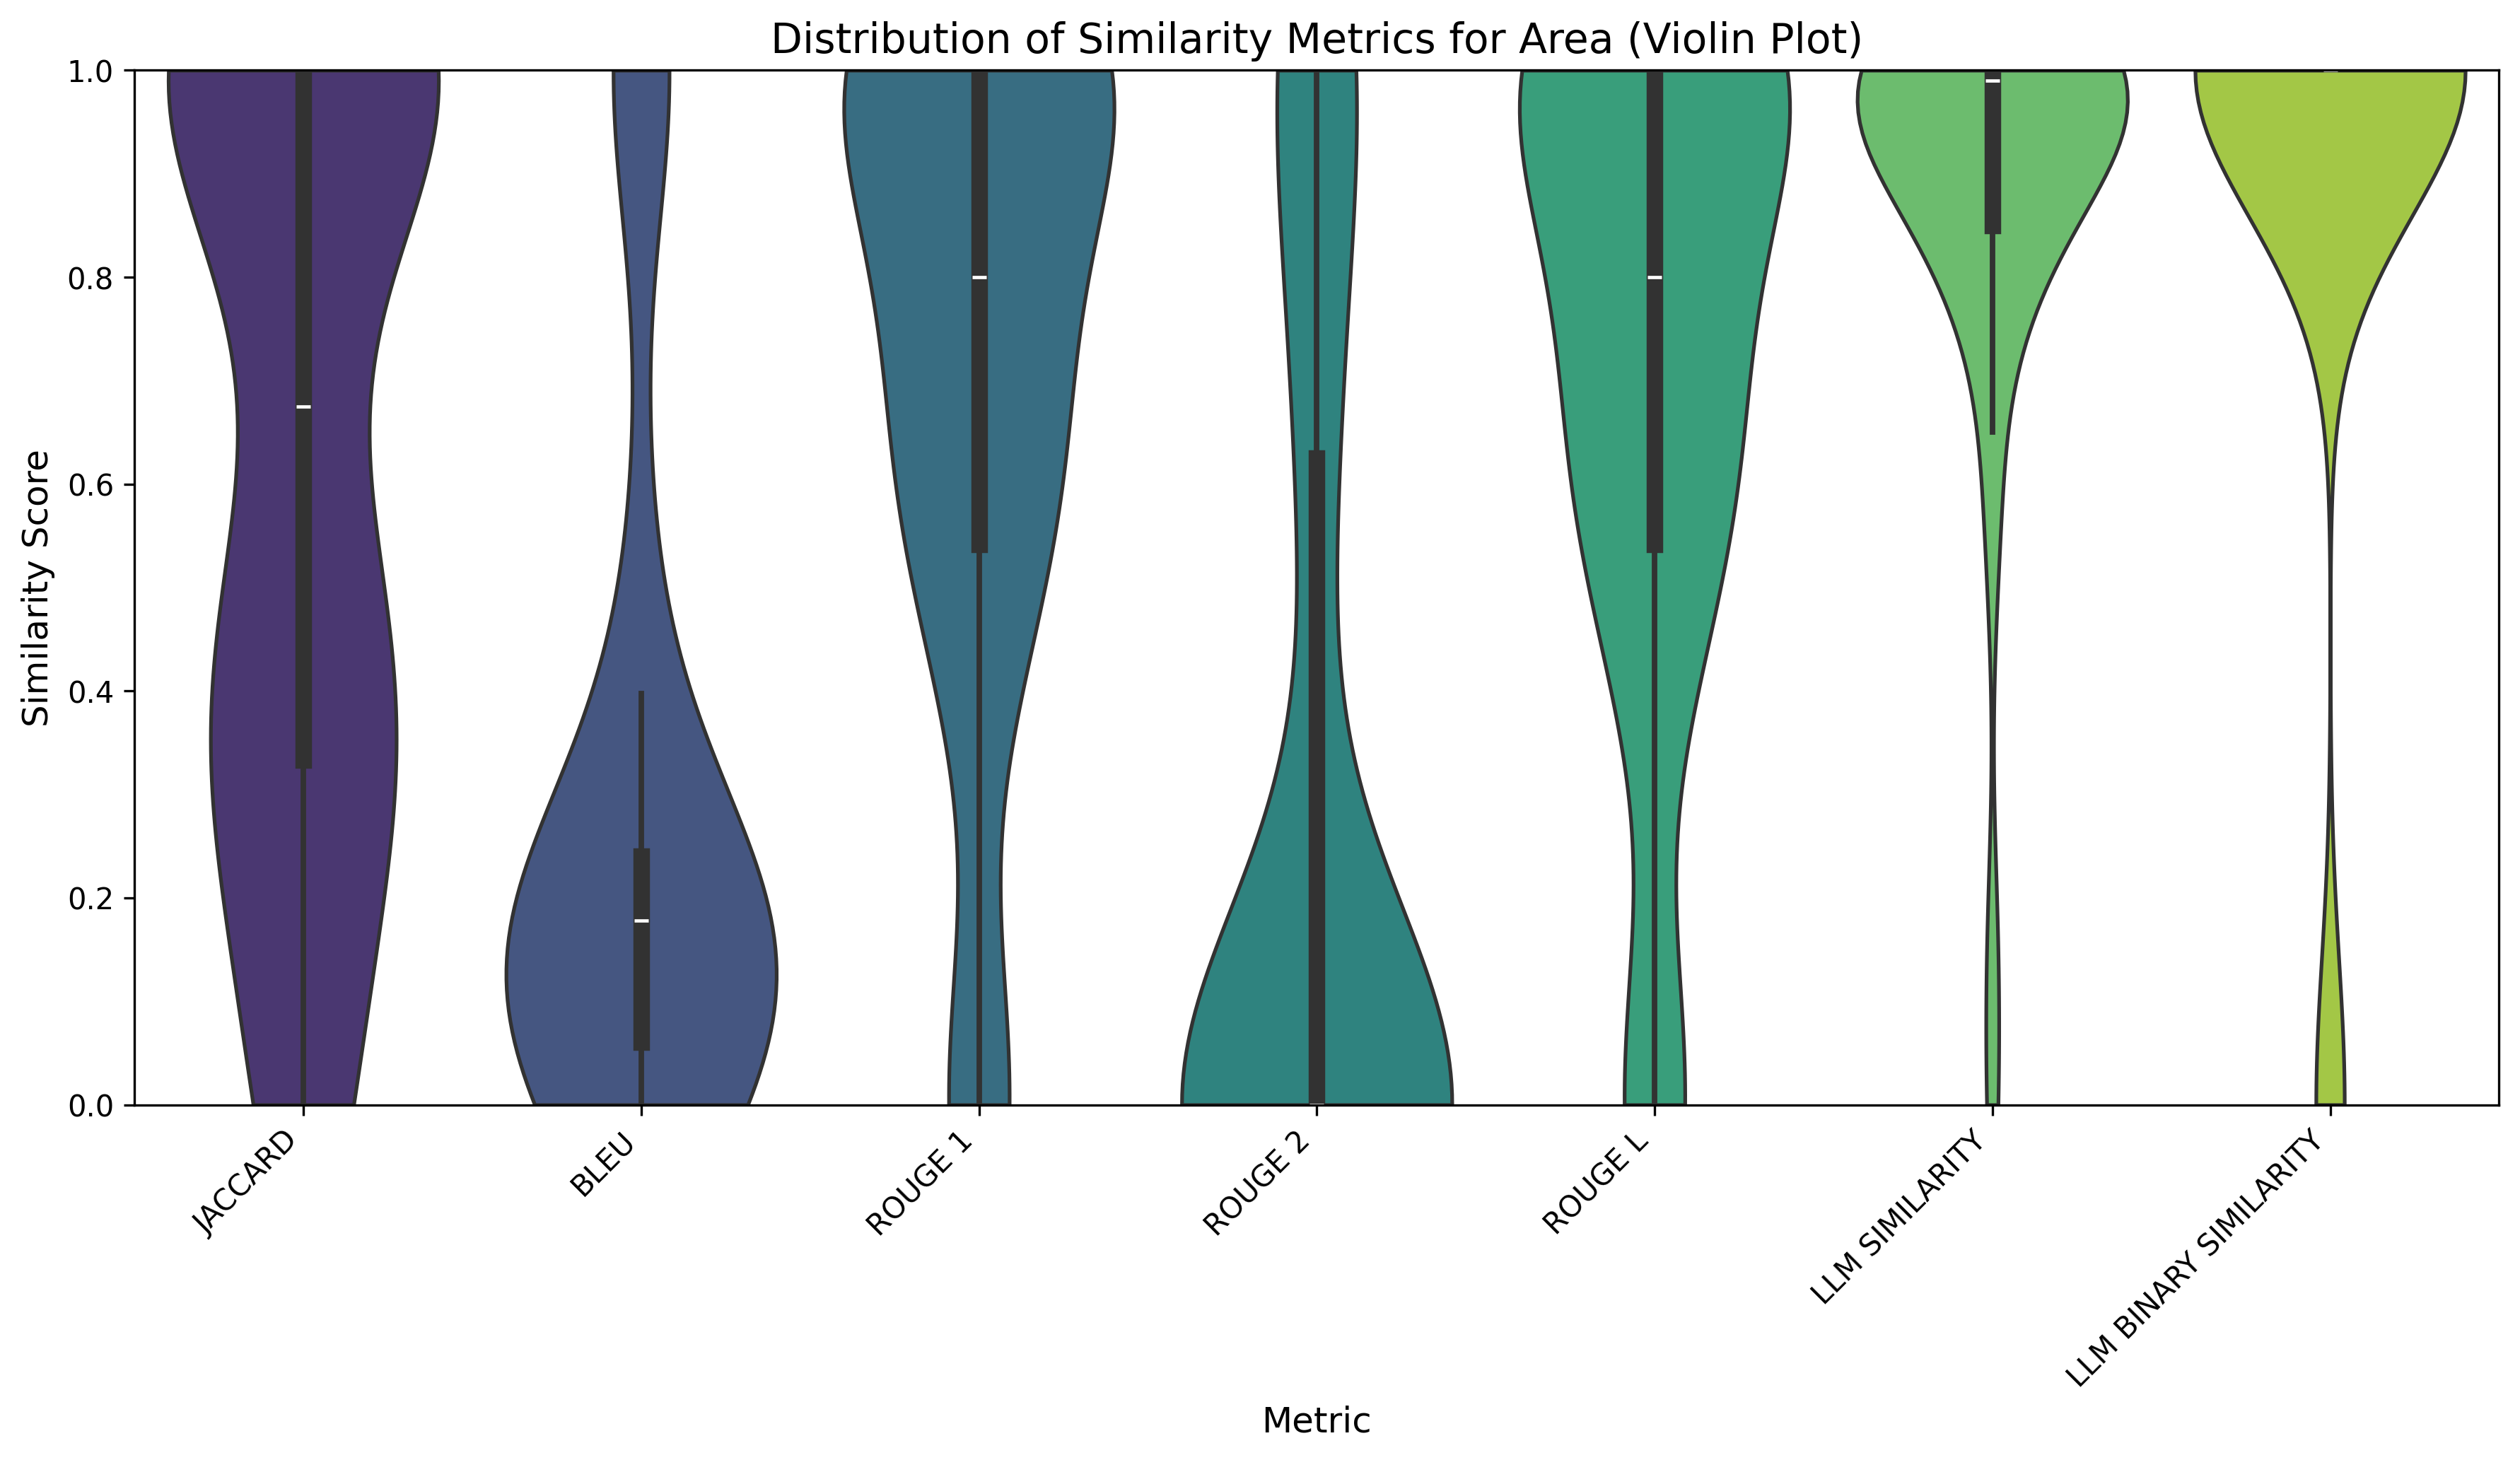 Distribution of Similarity Metrics for Area (Violin Plot)
1.0
0.8
0.6
0.4
0.2
0.0
Similarity Score
JACCARD
BLEU
ROUGE 1
ROUGE 2
ROUGE L
LLM SIMILARITY
LLM BINARY SIMILARITY
Metric